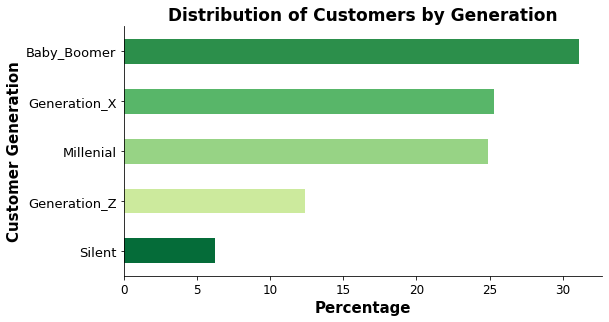 Distribution of Customers by Generation
Customer Generation
Baby_Boomer
Generation_X
Millenial
Generation_Z
Silent
0 5 10 15 20 25 30
Percentage